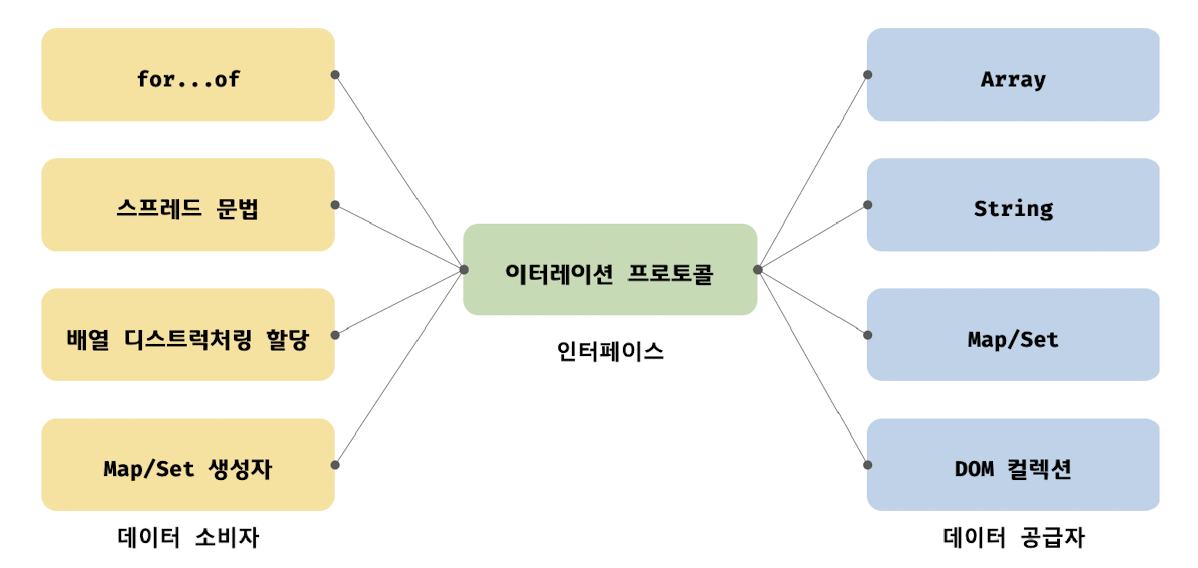 for...of
스프레드 문법
배열 디스트럭처링 할당
Map/Set 생성자
데이터 소비자
이터레이션 프로토콜
인터페이스
Array
String
Map/Set
DOM 컬렉션
데이터 공급자